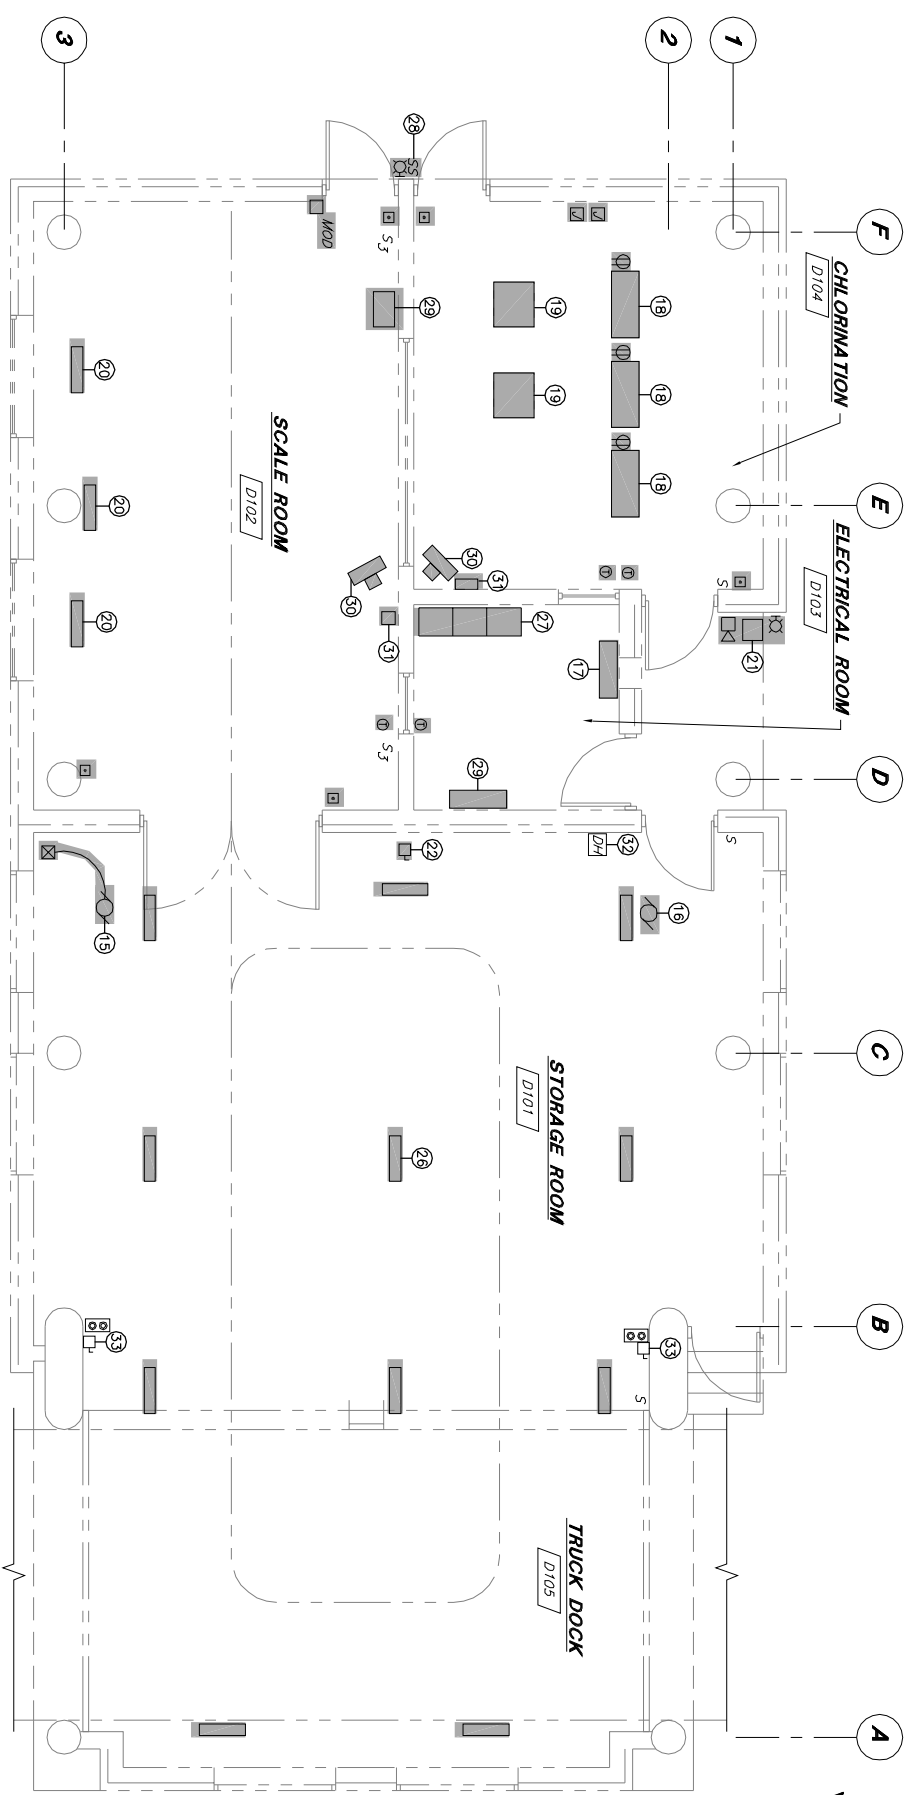 3
2
1
F
E
D
C
B
A
CHLORINATION
D104
ELECTRICAL ROOM
D103
SCALE ROOM
D102
STORAGE ROOM
D101
TRUCK DOCK
D105
28
SS
MOD
S3
J
J
29
18
18
18
19
19
20
20
20
30
30
31
31
27
17
T
T
S
21
T
T
S3
29
22
DH
32
S
15
16
26
33
33
S